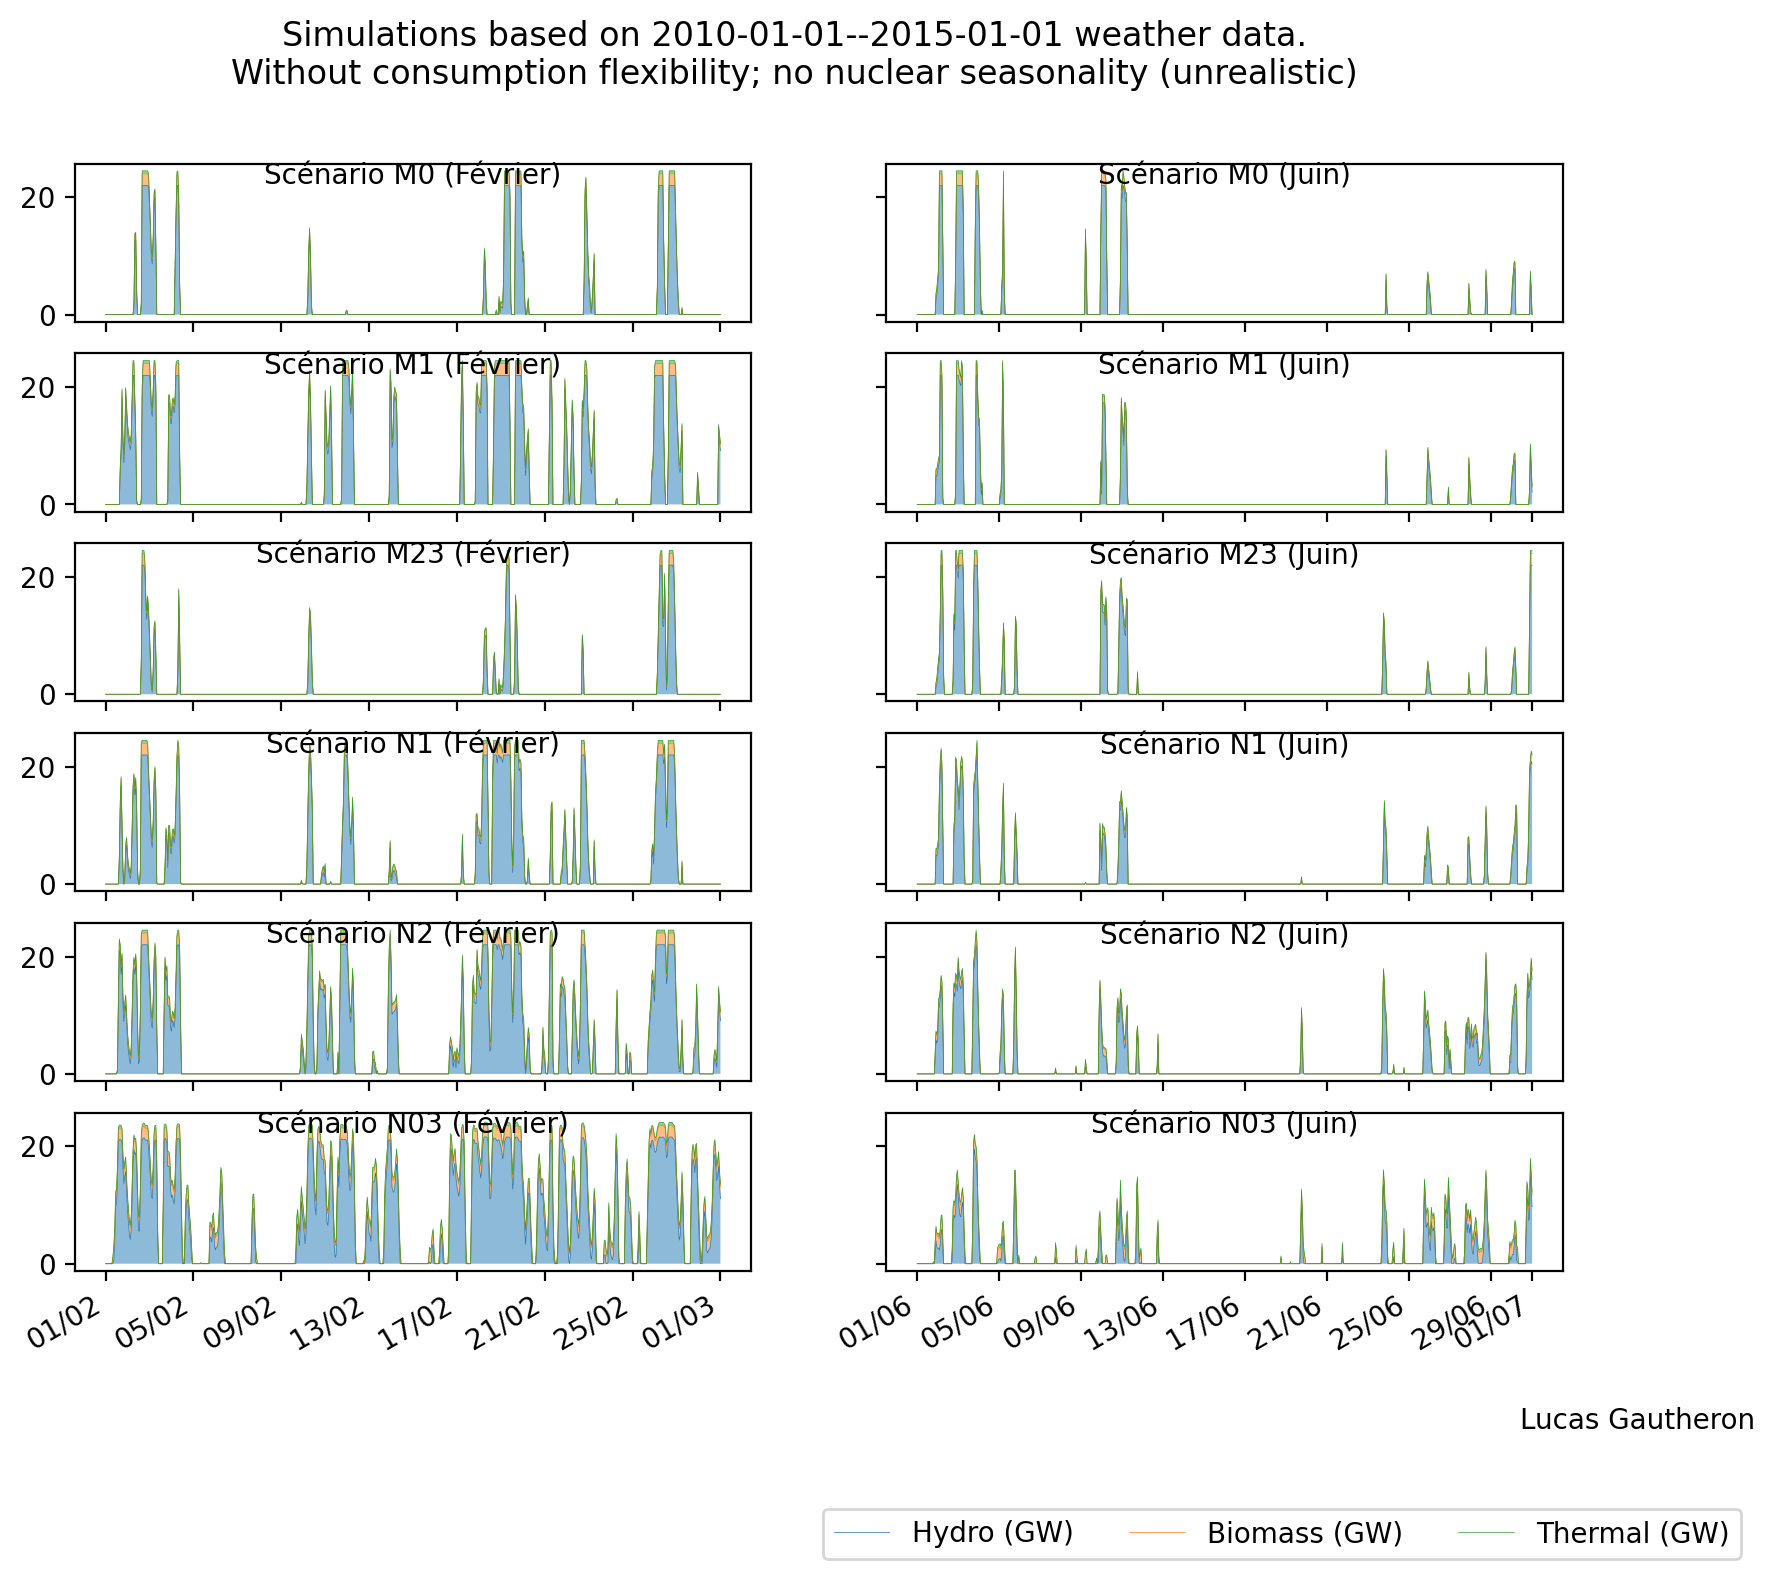 Simulations based on 2010-01-01--2015-01-01 weather data.
Without consumption flexibility; no nuclear seasonality (unrealistic)
Scénario M0 (Février)
20
0
Scénario M0 (Juin)
Scénario M1 (Février)
20
0
Scénario M1 (Juin)
Scénario M23 (Février)
20
0
Scénario M23 (Juin)
Scénario N1 (Février)
20
0
Scénario N1 (Juin)
Scénario N2 (Février)
20
0
Scénario N2 (Juin)
Scénario N03 (Février)
20
0
Scénario N03 (Juin)
01/02 05/02 09/02 13/02 17/02 21/02 25/02 01/03
01/06 05/06 09/06 13/06 17/06 21/06 25/06 29/06 01/07
Lucas Gautheron
Hydro (GW) Biomass (GW) Thermal (GW)